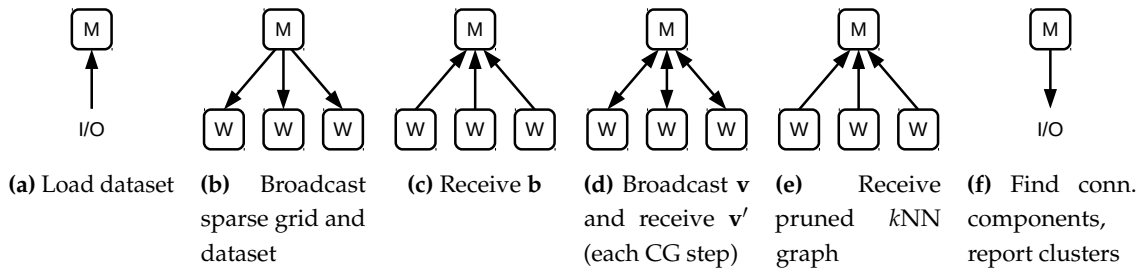 M M M M M M
I/O W W W W W W W W W W W W I/O
(a) Load dataset
(b) Broadcast
sparse grid and
dataset
(c) Receive b
(d) Broadcast v
and receive v′
(each CG step)
(e) Receive
pruned kNN
graph
(f) Find conn.
components,
report clusters